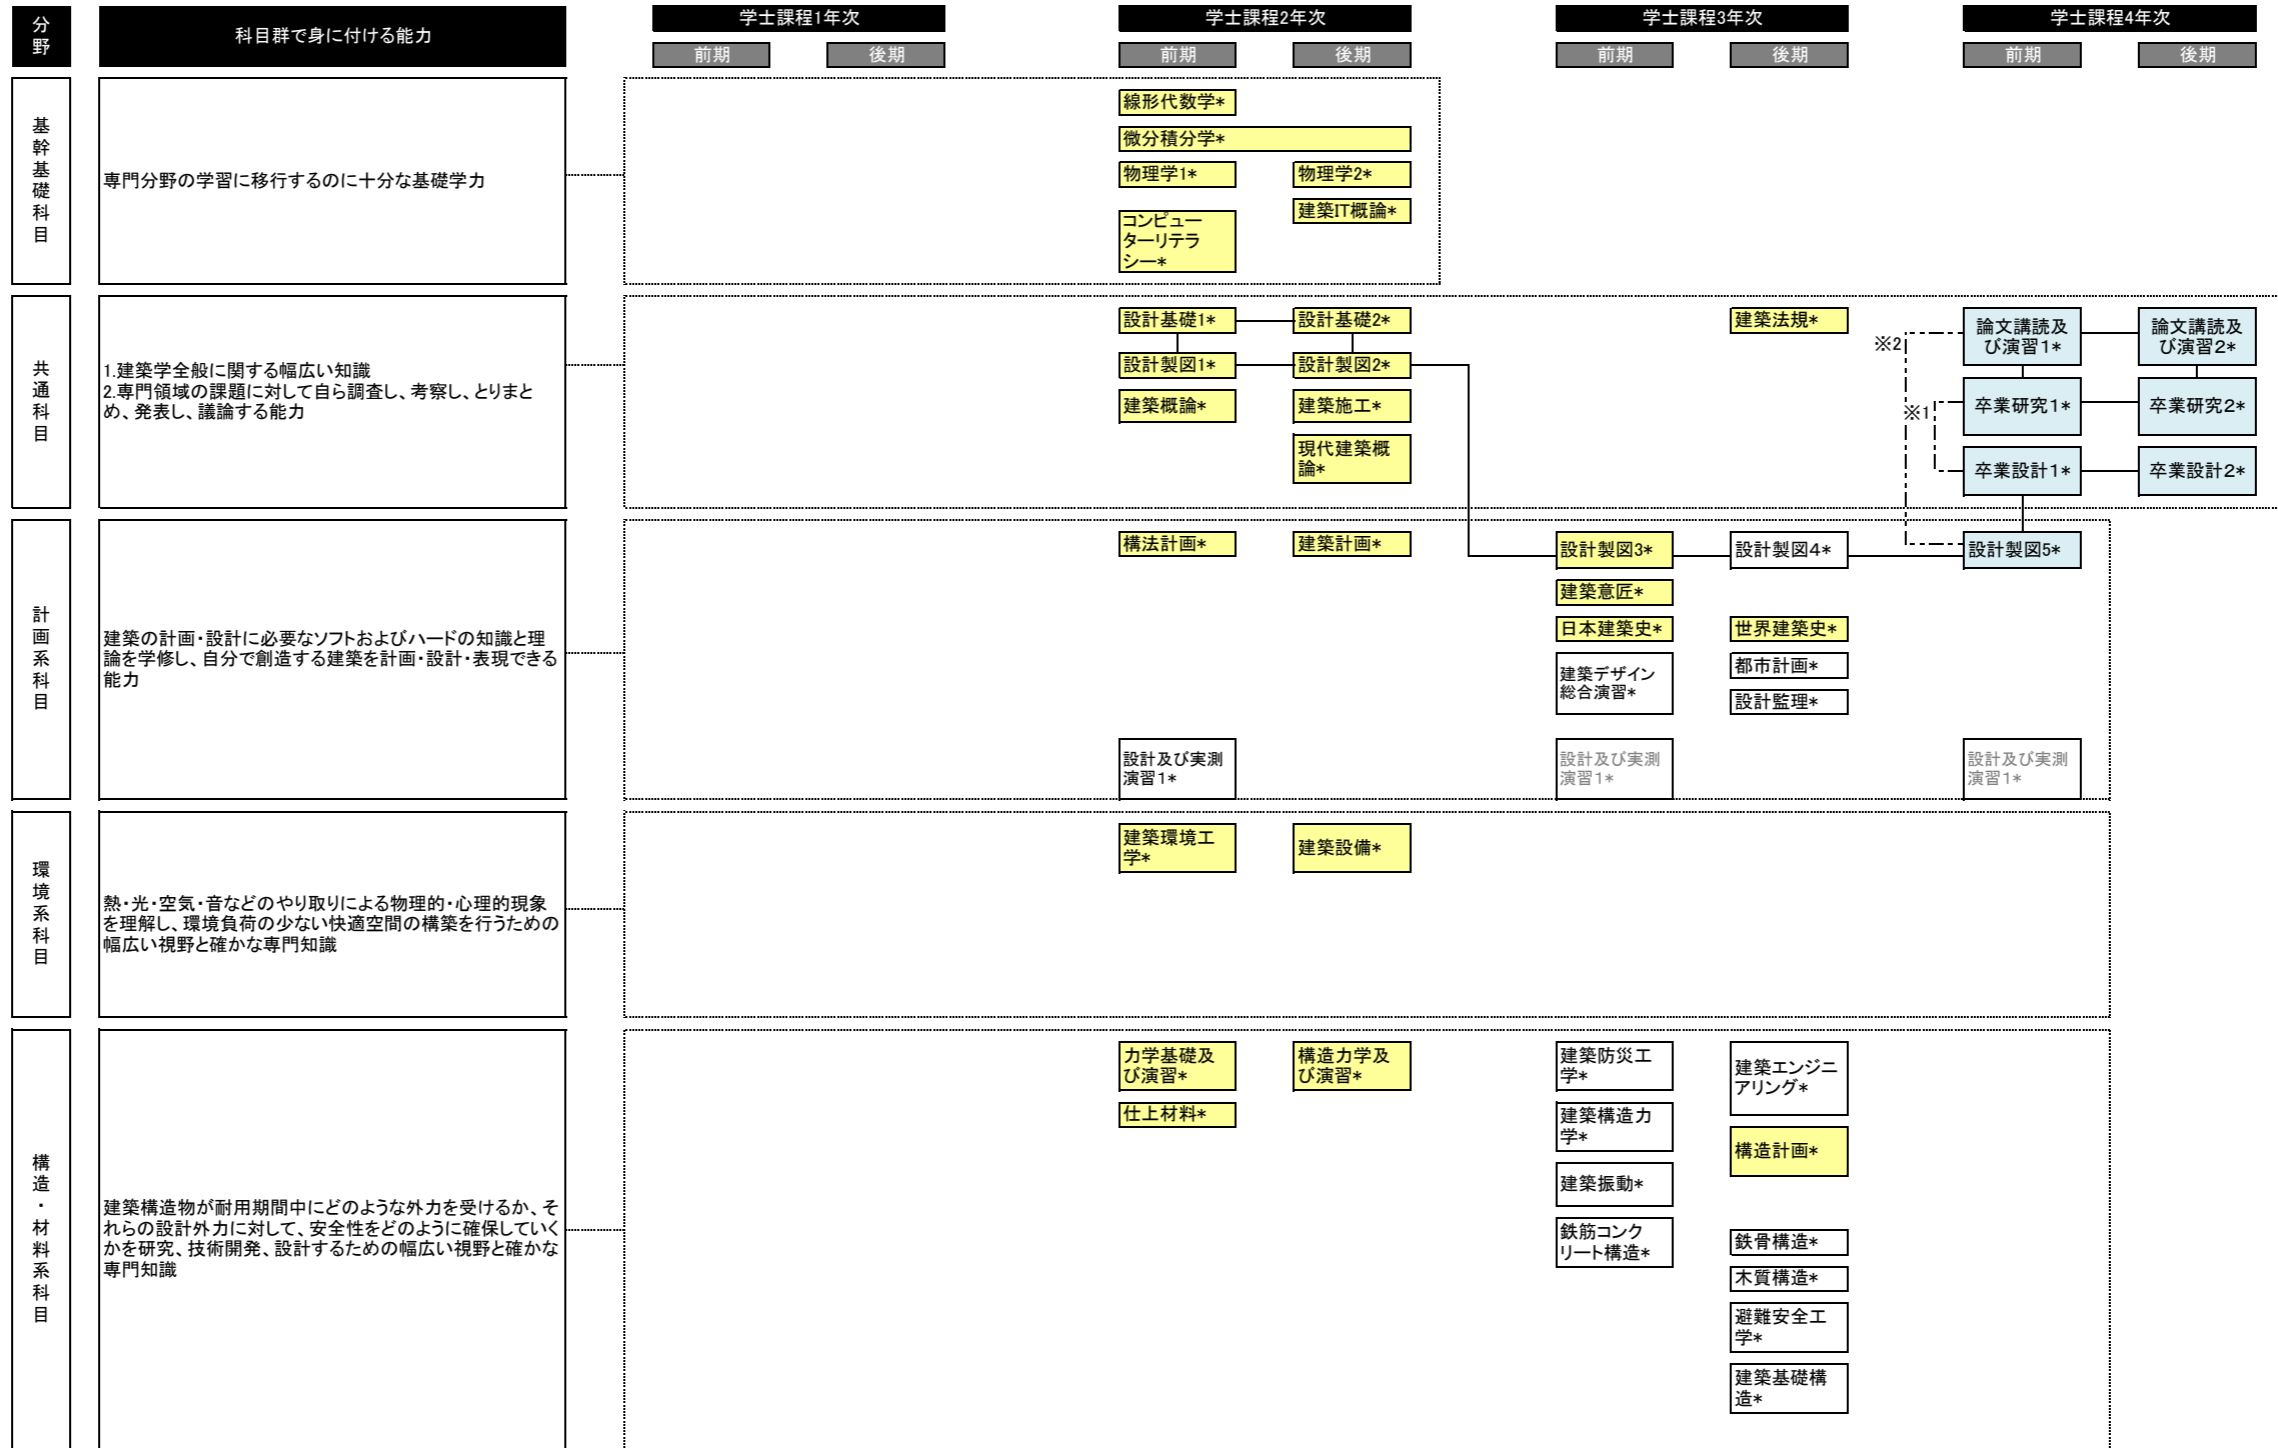 分野
科目群で身に付ける能力
学士課程1年次
学士課程2年次
学士課程3年次
学士課程4年次
前期
後期
前期
後期
前期
後期
前期
後期
基幹基礎科目
専門分野の学習に移行するのに十分な基礎学力
線形代数学*
微分積分学*
物理学1*
物理学2*
コンピュー
ターリテラ
シー*
建築IT概論*
共通科目
1.建築学全般に関する幅広い知識
2.専門領域の課題に対して自ら調査し、考察し、とりまと
め、発表し、議論する能力
設計基礎1*
設計基礎2*
建築法規*
※2
論文講読及
び演習1*
論文講読及
び演習2*
設計製図1*
設計製図2*
建築概論*
建築施工*
※1
卒業研究1*
卒業研究2*
現代建築概
論*
卒業設計1*
卒業設計2*
計画系科目
建築の計画・設計に必要なソフトおよびハードの知識と理
論を学修し、自分で創造する建築を計画・設計・表現できる
能力
構法計画*
建築計画*
設計製図3*
設計製図4*
設計製図5*
建築意匠*
日本建築史*
世界建築史*
建築デザイン
総合演習*
都市計画*
設計監理*
設計及び実測
演習1*
設計及び実測
演習1*
設計及び実測
演習1*
環境系科目
熱・光・空気・音などのやり取りによる物理的・心理的現象
を理解し、環境負荷の少ない快適空間の構築を行うための
幅広い視野と確かな専門知識
建築環境工
学*
建築設備*
構造・材料系科目
建築構造物が耐用期間中にどのような外力を受けるか、そ
れらの設計外力に対して、安全性をどのように確保していく
かを研究、技術開発、設計するための幅広い視野と確かな
専門知識
力学基礎及
び演習*
構造力学及
び演習*
建築防災工
学*
建築エンジニ
アリング*
仕上材料*
建築構造力
学*
構造計画*
建築振動*
鉄筋コンク
リート構造*
鉄骨構造*
木質構造*
避難安全工
学*
建築基礎構
造*